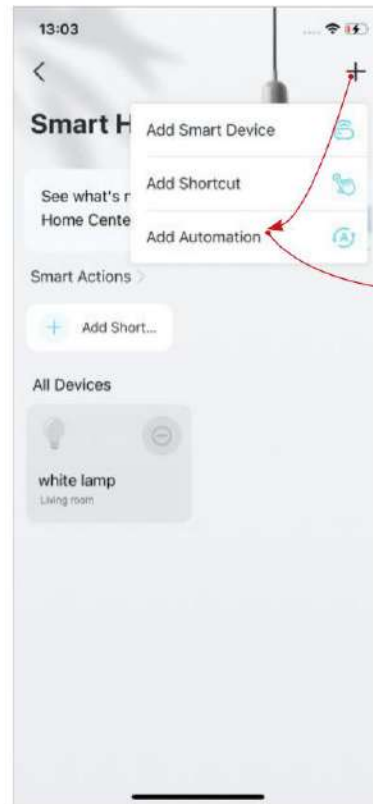 13:03
Smart H
Add Smart Device
Add Shortcut
See what's
Home Cente
Add Automation
Smart Actions >
Add Short...
All Devices
white lamp
Living room